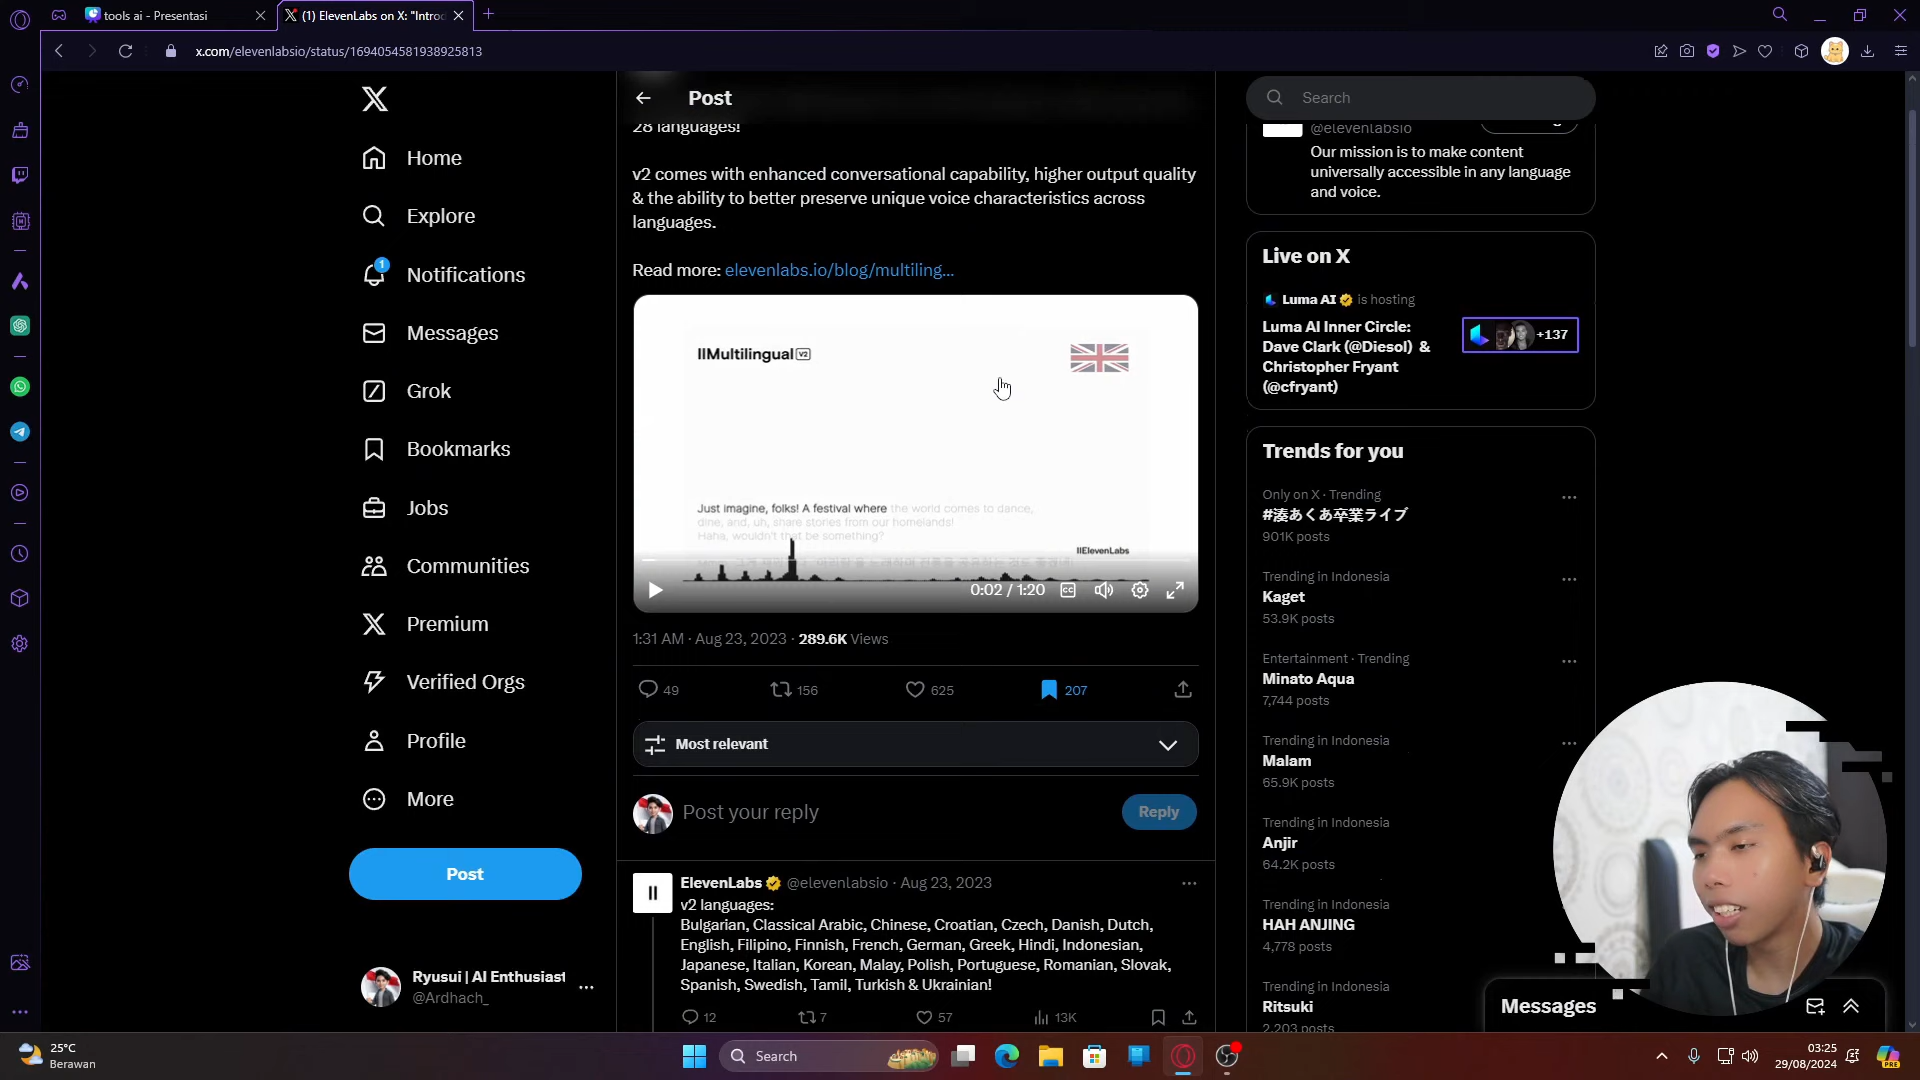 tools ai - Presentasi
(1) ElevenLabs on X: "Introd
x.com/elevenlabsio/status/1694054581938925813
Home
Explore
1
Notifications
Messages
Grok
Bookmarks
Jobs
Communities
Premium
Verified Orgs
Profile
More
Post
Ryusui | AI Enthusiast
@Ardhach_
Post
28 languages!
v2 comes with enhanced conversational capability, higher output quality
& the ability to better preserve unique voice characteristics across
languages.
Read more: elevenlabs.io/blog/multiling...
IIMultilingual V2
Just imagine, folks! A festival where the world comes to dance,
dine, and, uh, share stories from our homelands!
Haha, wouldn't that be something?
IIElevenLabs
0:02 / 1:20
1:31 AM · Aug 23, 2023 · 289.6K Views
49 156 625 207
Most relevant
Post your reply
Reply
ElevenLabs @elevenlabsio · Aug 23, 2023
v2 languages:
Bulgarian, Classical Arabic, Chinese, Croatian, Czech, Danish, Dutch,
English, Filipino, Finnish, French, German, Greek, Hindi, Indonesian,
Japanese, Italian, Korean, Malay, Polish, Portuguese, Romanian, Slovak,
Spanish, Swedish, Tamil, Turkish & Ukrainian!
12 7 57 13K
Search
@elevenlabsio
Our mission is to make content
universally accessible in any language
and voice.
Live on X
Luma AI is hosting
Luma AI Inner Circle:
Dave Clark (@Diesol) &
Christopher Fryant
(@cfryant)
+137
Trends for you
Only on X · Trending
#湊あくあ卒業ライブ
901K posts
Trending in Indonesia
Kaget
53.9K posts
Entertainment · Trending
Minato Aqua
7,744 posts
Trending in Indonesia
Malam
65.9K posts
Trending in Indonesia
Anjir
64.2K posts
Trending in Indonesia
HAH ANJING
4,778 posts
Trending in Indonesia
Ritsuki
2,203 posts
Messages
25°C
Berawan
Search
03:25
29/08/2024
PRE